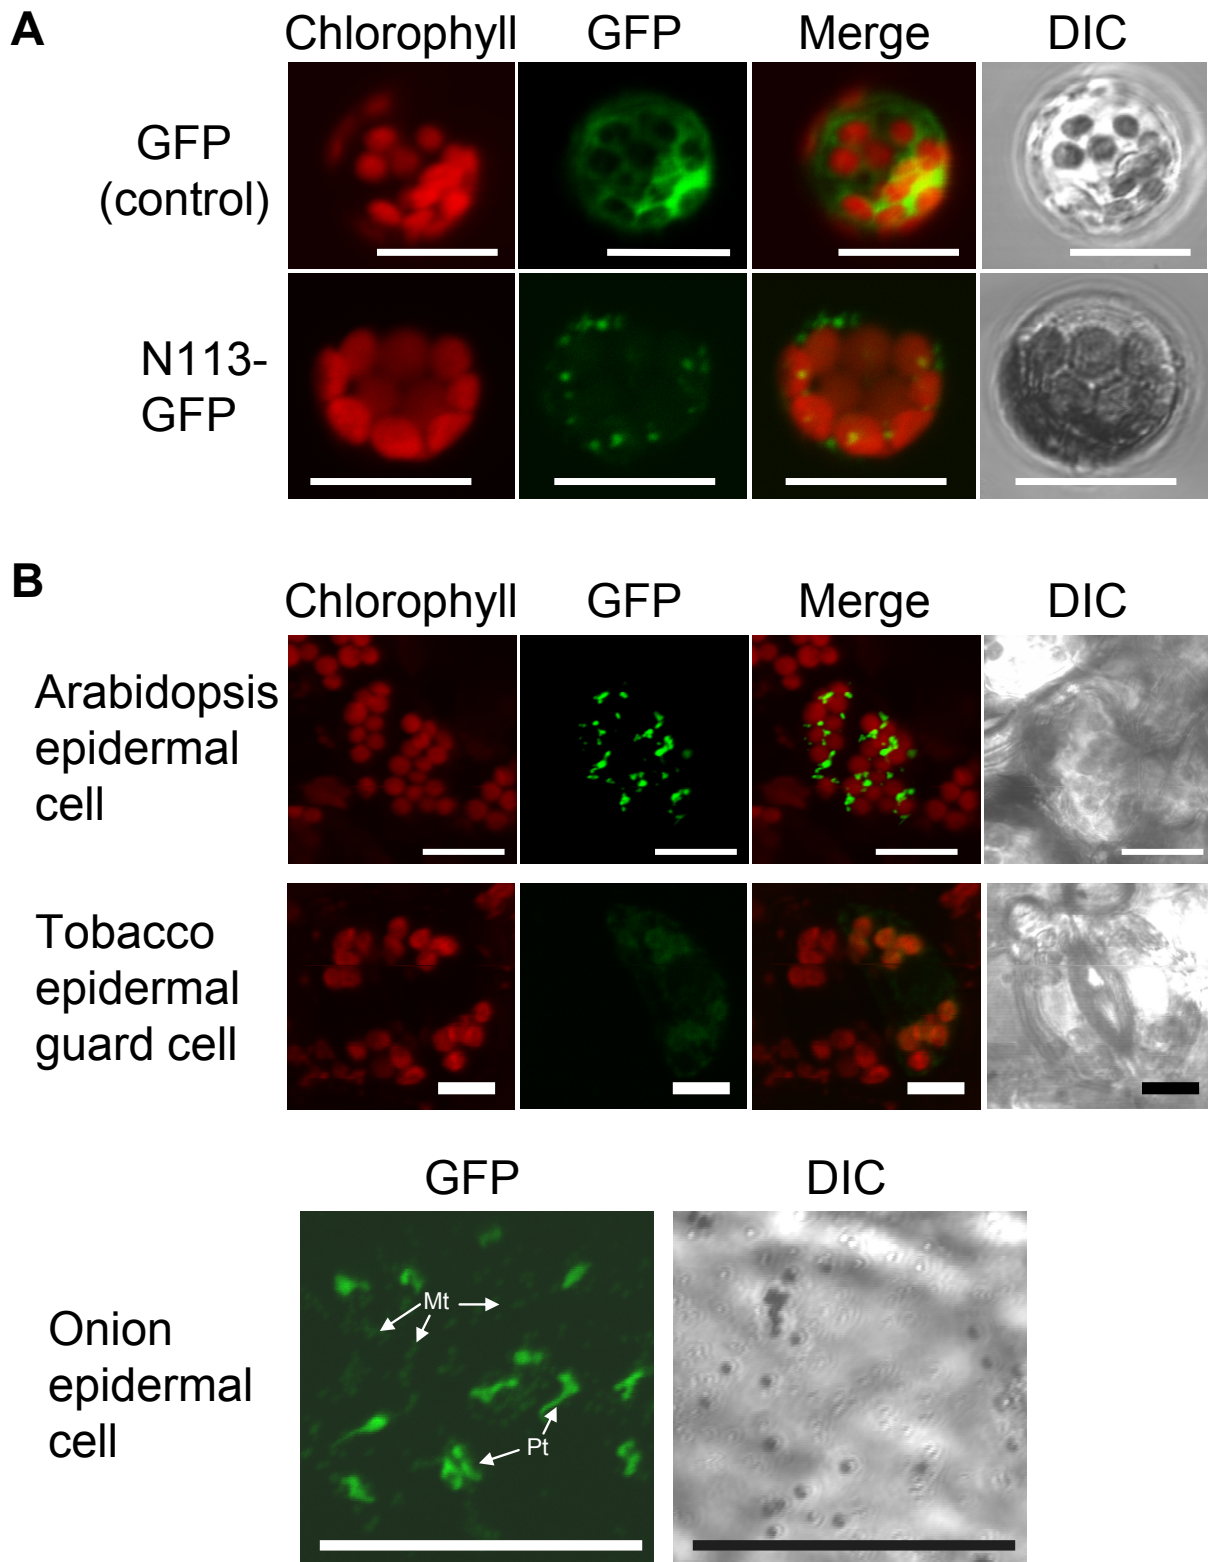 A
Chlorophyll GFP Merge DIC
GFP
(control)
N113-
GFP
B
Chlorophyll GFP Merge DIC
Arabidopsis
epidermal
cell
Tobacco
epidermal
guard cell
GFP DIC
Onion
epidermal
cell
Mt
Pt